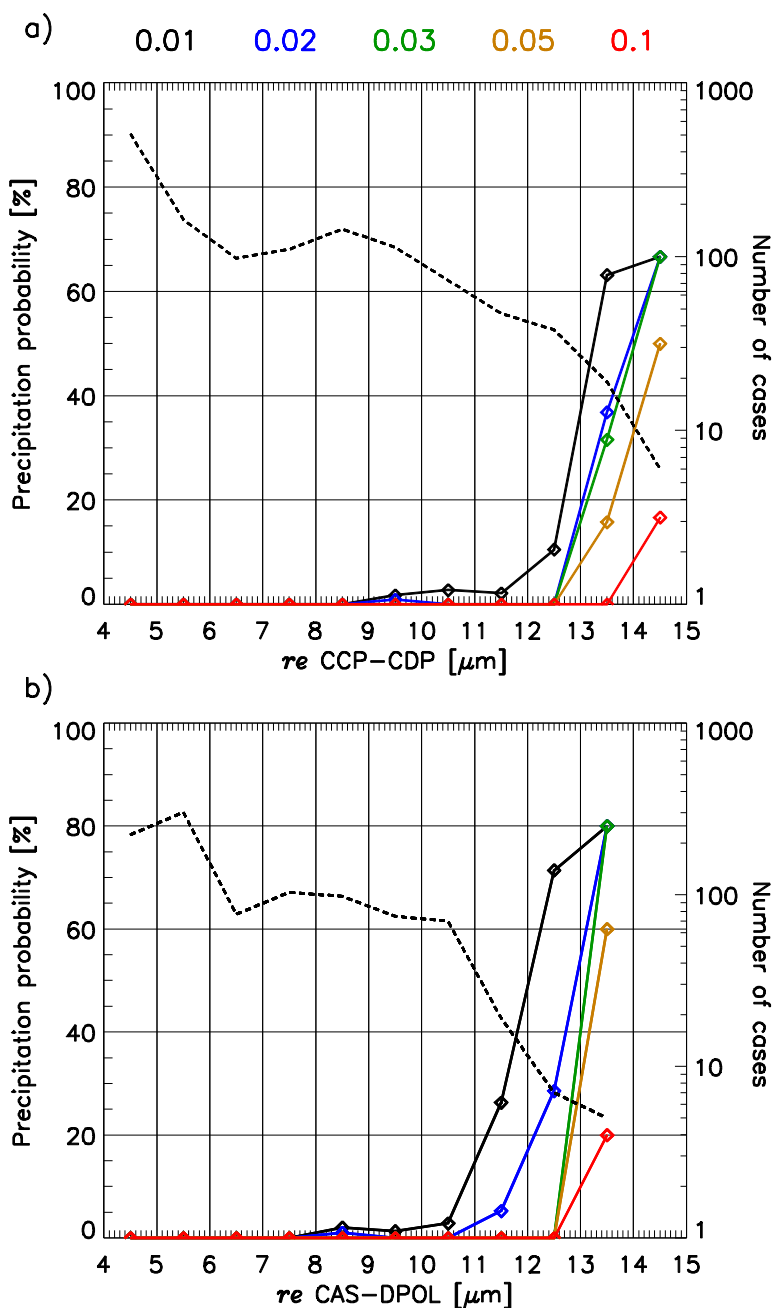 a)
0.01 0.02 0.03 0.05 0.1
100
80
60
40
20
0
Precipitation probability [%]
1000
100
10
1
Number of cases
4 5 6 7 8 9 10 11 12 13 14 15
re CCP-CDP [μm]
b)
100
80
60
40
20
0
Precipitation probability [%]
1000
100
10
1
Number of cases
4 5 6 7 8 9 10 11 12 13 14 15
re CAS-DPOL [μm]